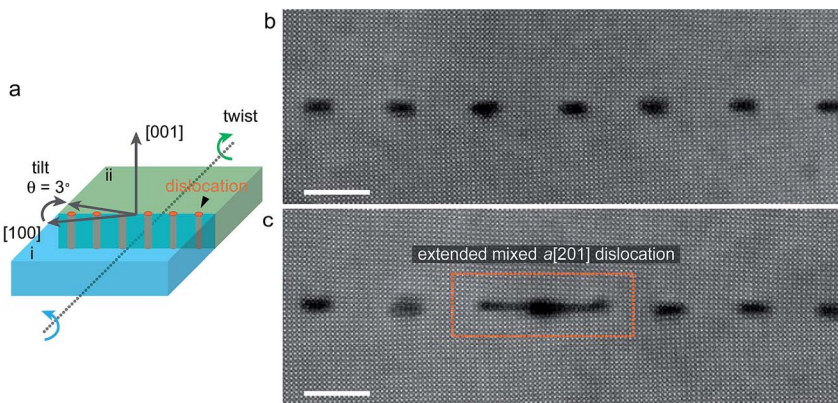 a
[001]
twist
tilt
θ = 3°
ii
dislocation
[100]
i
b
c
extended mixed a[201] dislocation